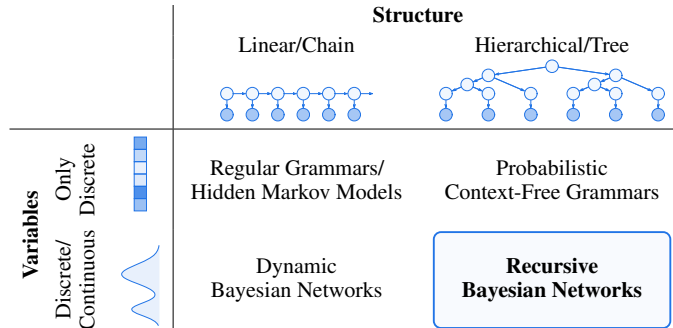 Structure
Linear/Chain
Hierarchical/Tree
Variables
Only
Discrete
Regular Grammars/
Hidden Markov Models
Probabilistic
Context-Free Grammars
Discrete/
Continuous
Dynamic
Bayesian Networks
Recursive
Bayesian Networks